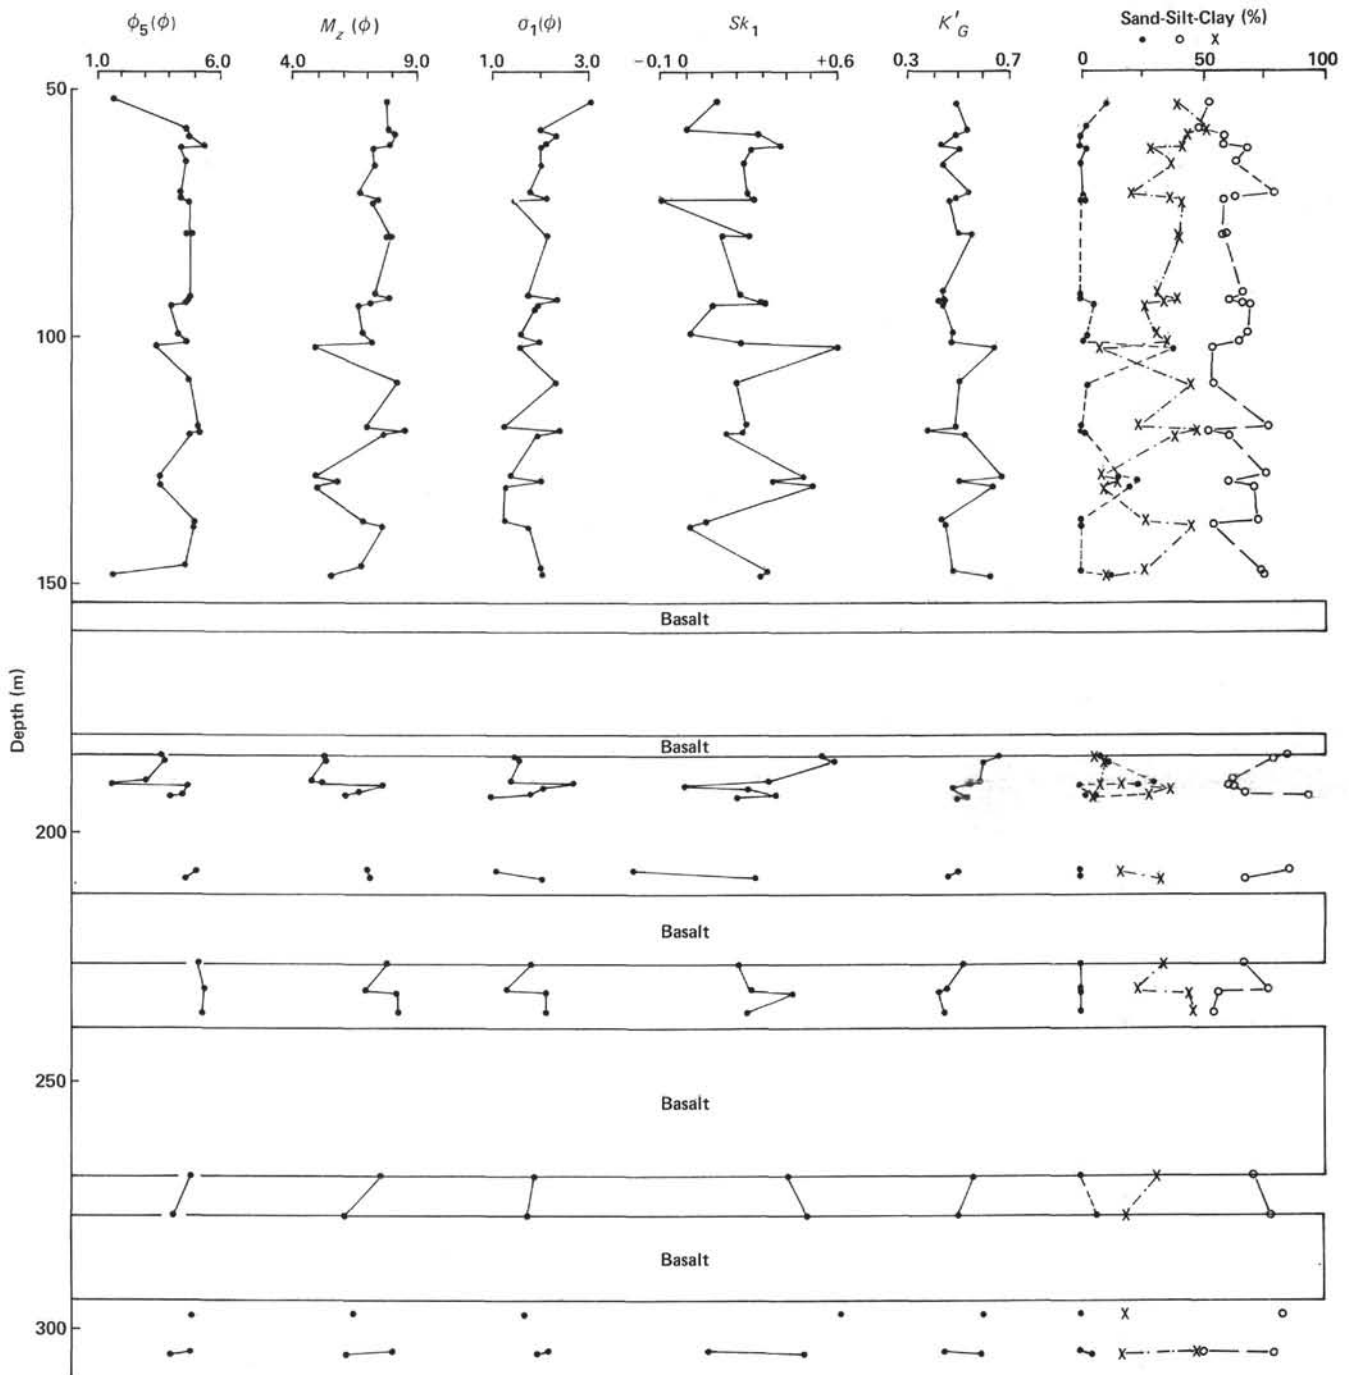 ϕ₅(ϕ) M_z (ϕ) σ₁(ϕ) Sk₁ K′_G Sand-Silt-Clay (%)
● ○ X
1.0 6.0 4.0 9.0 1.0 3.0 −0.1 0 +0.6 0.3 0.7 0 50 100
50
100
150
Basalt
Depth (m)
Basalt
200
Basalt
250
Basalt
Basalt
300